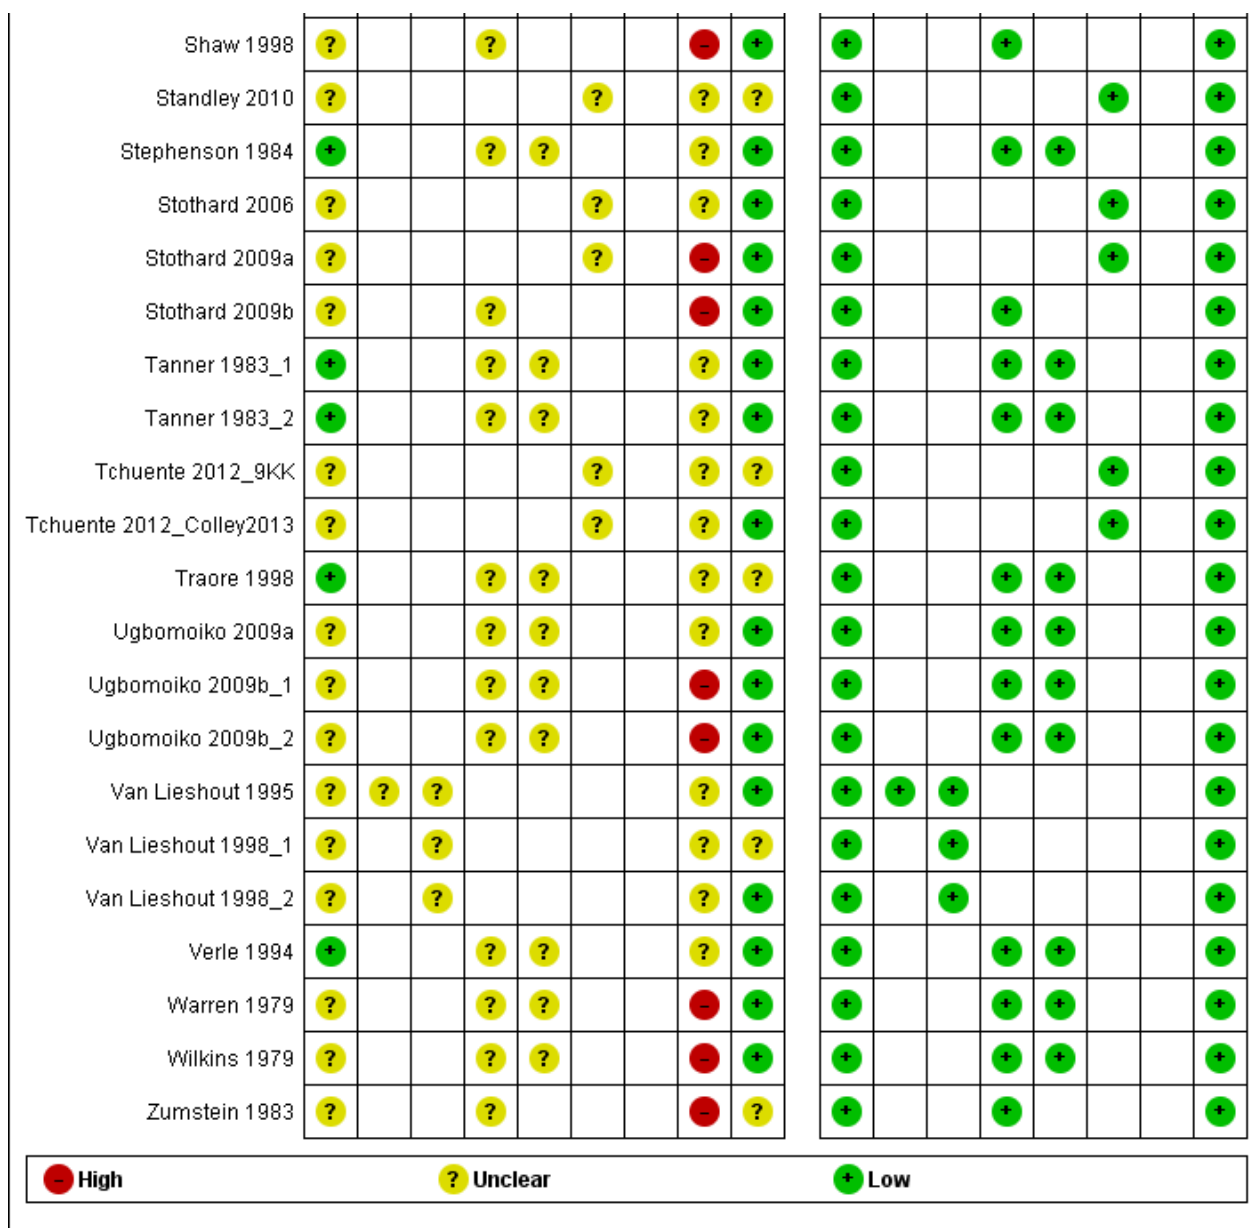 Shaw 1998 ? ? - + + + +
Standley 2010 ? ? ? ? + + +
Stephenson 1984 + ? ? ? + + + + +
Stothard 2006 ? ? ? + + + +
Stothard 2009a ? ? - + + + +
Stothard 2009b ? ? - + + + +
Tanner 1983_1 + ? ? ? + + + + +
Tanner 1983_2 + ? ? ? + + + + +
Tchuente 2012_9KK ? ? ? ? + + +
Tchuente 2012_Colley2013 ? ? ? + + + +
Traore 1998 + ? ? ? ? + + + +
Ugbomoiko 2009a ? ? ? ? + + + + +
Ugbomoiko 2009b_1 ? ? ? - + + + + +
Ugbomoiko 2009b_2 ? ? ? - + + + + +
Van Lieshout 1995 ? ? ? ? + + + + +
Van Lieshout 1998_1 ? ? ? ? + + +
Van Lieshout 1998_2 ? ? ? + + + +
Verle 1994 + ? ? ? + + + + +
Warren 1979 ? ? ? - + + + + +
Wilkins 1979 ? ? ? - + + + + +
Zumstein 1983 ? ? - ? + + +
- High ? Unclear + Low